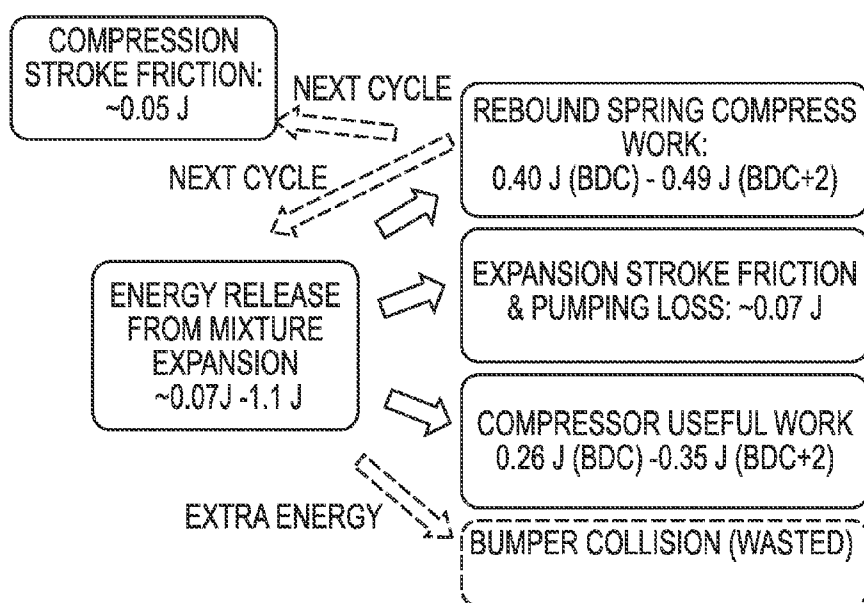 COMPRESSION
STROKE FRICTION:
~0.05 J
NEXT CYCLE
REBOUND SPRING COMPRESS
WORK:
0.40 J (BDC) - 0.49 J (BDC+2)
NEXT CYCLE
ENERGY RELEASE
FROM MIXTURE
EXPANSION
~0.07J -1.1 J
EXPANSION STROKE FRICTION
& PUMPING LOSS: ~0.07 J
COMPRESSOR USEFUL WORK
0.26 J (BDC) -0.35 J (BDC+2)
EXTRA ENERGY
BUMPER COLLISION (WASTED)